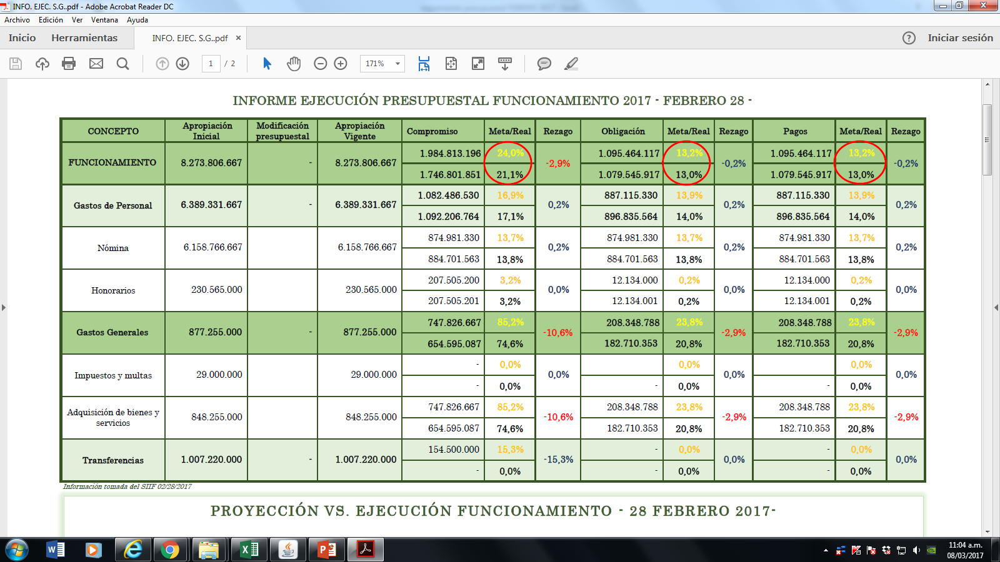 INFO. EJEC. S.G..pdf - Adobe Acrobat Reader DC
Archivo Edición Ver Ventana Ayuda
Inicio Herramientas INFO. EJEC. S.G..pdf × ? Iniciar sesión
1 / 2 171%
INFORME EJECUCIÓN PRESUPUESTAL FUNCIONAMIENTO 2017 - FEBRERO 28 -
CONCEPTO Apropiación Inicial Modificación presupuestal Apropiación Vigente Compromiso Meta/Real Rezago Obligación Meta/Real Rezago Pagos Meta/Real Rezago
FUNCIONAMIENTO 8.273.806.667 - 8.273.806.667 1.984.813.196 24,0% -2,9% 1.095.464.117 13,2% -0,2% 1.095.464.117 13,2% -0,2%
1.746.801.851 21,1% 1.079.545.917 13,0% 1.079.545.917 13,0%
Gastos de Personal 6.389.331.667 - 6.389.331.667 1.082.486.530 16,9% 0,2% 887.115.330 13,9% 0,2% 887.115.330 13,9% 0,2%
1.092.206.764 17,1% 896.835.564 14,0% 896.835.564 14,0%
Nómina 6.158.766.667 6.158.766.667 874.981.330 13,7% 0,2% 874.981.330 13,7% 0,2% 874.981.330 13,7% 0,2%
884.701.563 13,8% 884.701.563 13,8% 884.701.563 13,8%
Honorarios 230.565.000 230.565.000 207.505.200 3,2% 0,0% 12.134.000 0,2% 0,0% 12.134.000 0,2% 0,0%
207.505.201 3,2% 12.134.001 0,2% 12.134.001 0,2%
Gastos Generales 877.255.000 - 877.255.000 747.826.667 85,2% -10,6% 208.348.788 23,8% -2,9% 208.348.788 23,8% -2,9%
654.595.087 74,6% 182.710.353 20,8% 182.710.353 20,8%
Impuestos y multas 29.000.000 29.000.000 - 0,0% 0,0% 0,0% 0,0% 0,0% 0,0%
- 0,0% - 0,0% - 0,0%
Adquisición de bienes y servicios 848.255.000 848.255.000 747.826.667 85,2% -10,6% 208.348.788 23,8% -2,9% 208.348.788 23,8% -2,9%
654.595.087 74,6% 182.710.353 20,8% 182.710.353 20,8%
Transferencias 1.007.220.000 - 1.007.220.000 154.500.000 15,3% -15,3% - 0,0% 0,0% - 0,0% 0,0%
- 0,0% - 0,0% - 0,0%
Información tomada del SIIF 02/28/2017
PROYECCIÓN VS. EJECUCIÓN FUNCIONAMIENTO - 28 FEBRERO 2017-
11:04 a.m.
08/03/2017